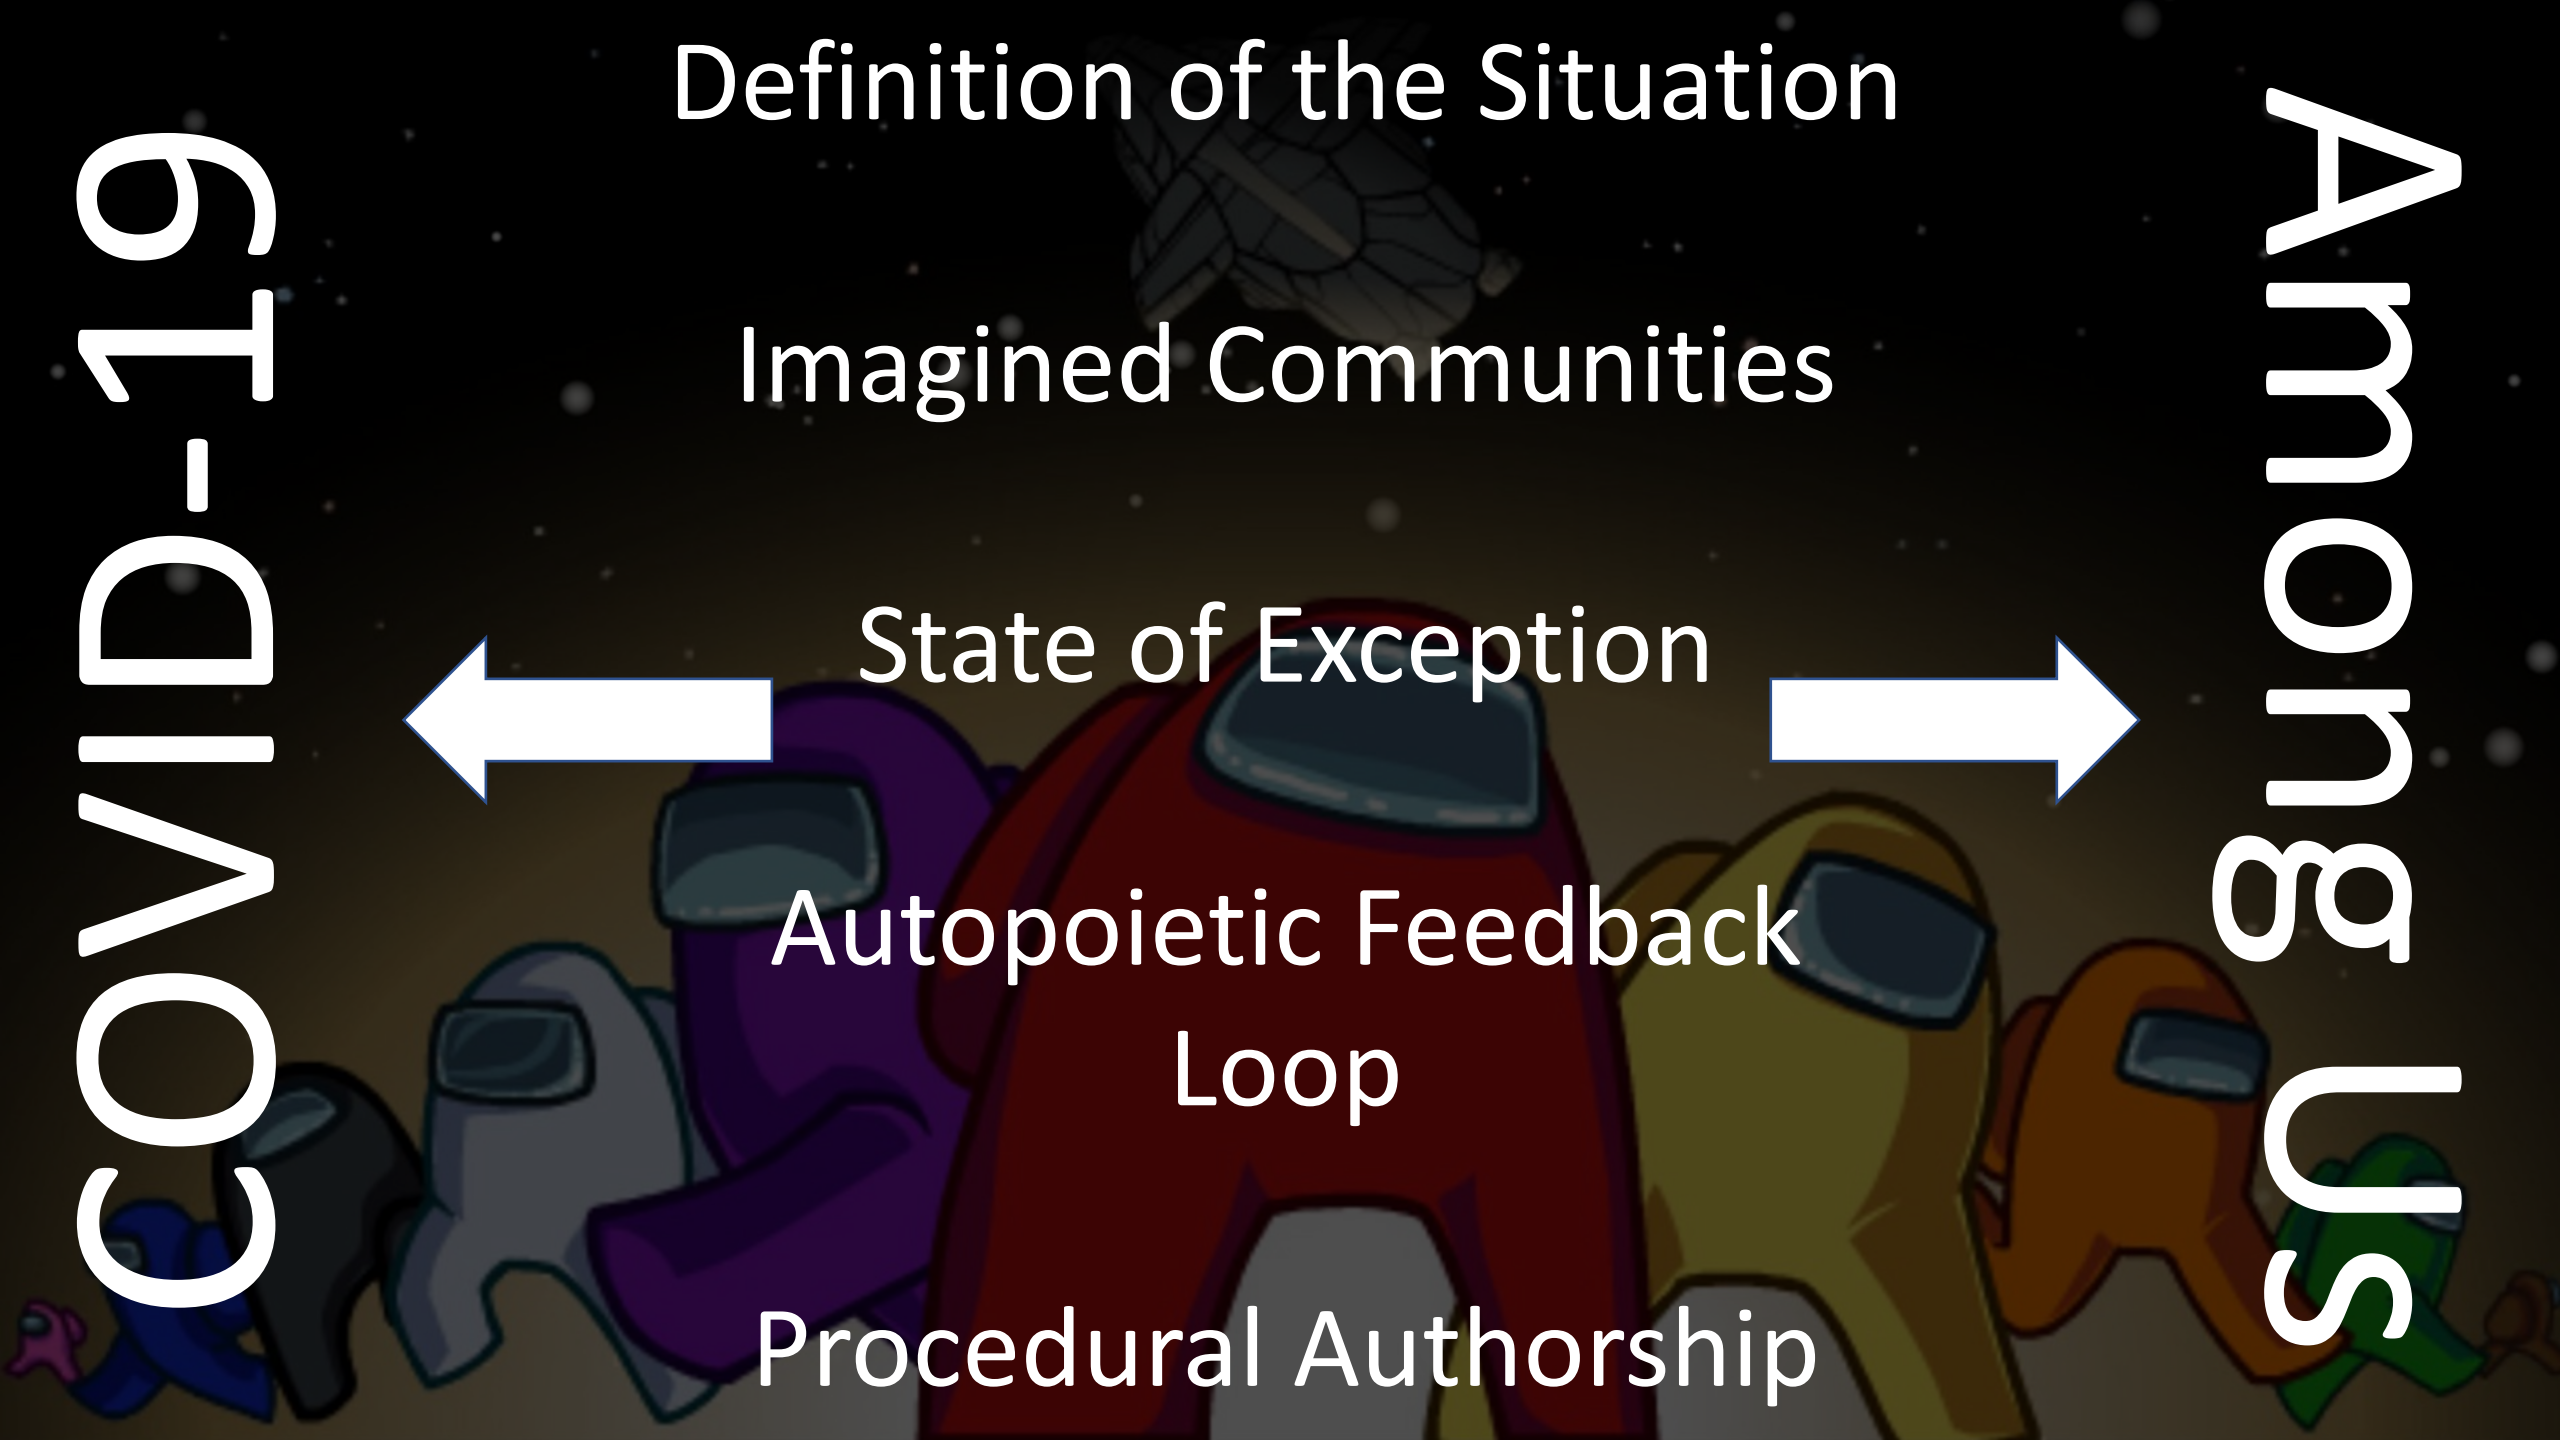 COVID-19
Definition of the Situation
Imagined Communities
State of Exception
Autopoietic Feedback
Loop
Procedural Authorship
Among Us